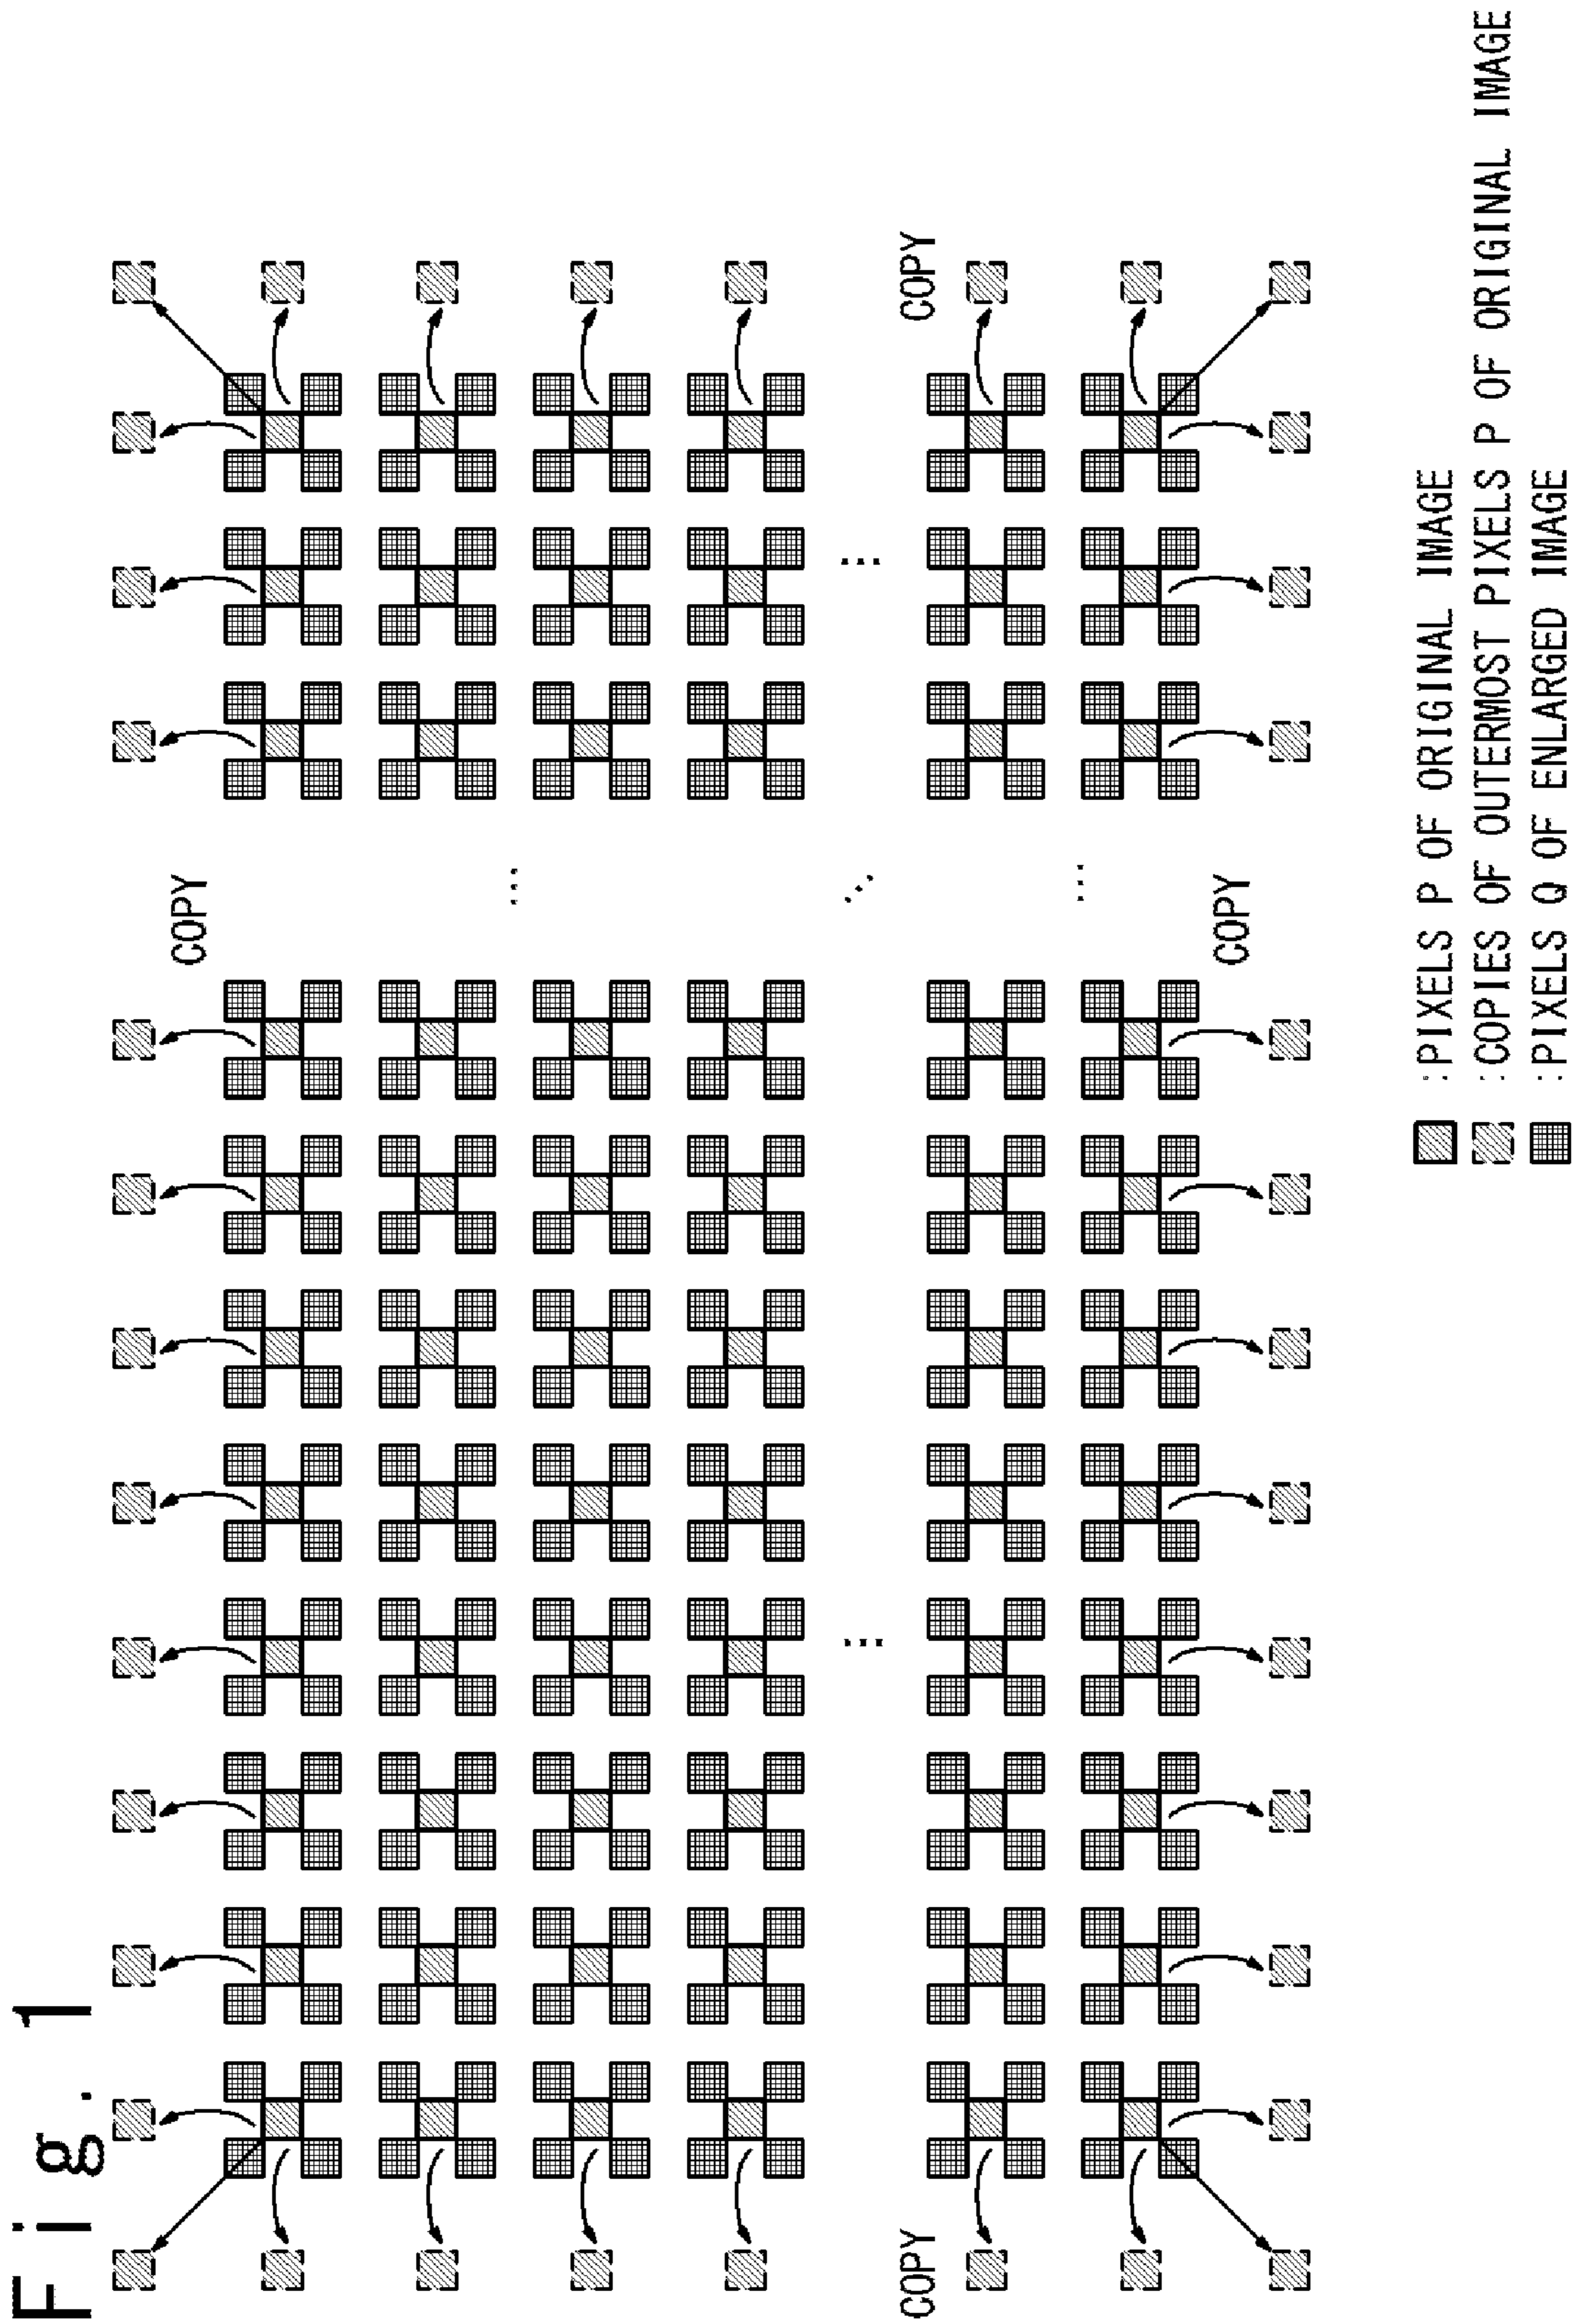 Fig. 1
COPY
COPY
COPY
COPY
:PIXELS P OF ORIGINAL IMAGE
:COPIES OF OUTERMOST PIXELS P OF ORIGINAL IMAGE
:PIXELS Q OF ENLARGED IMAGE